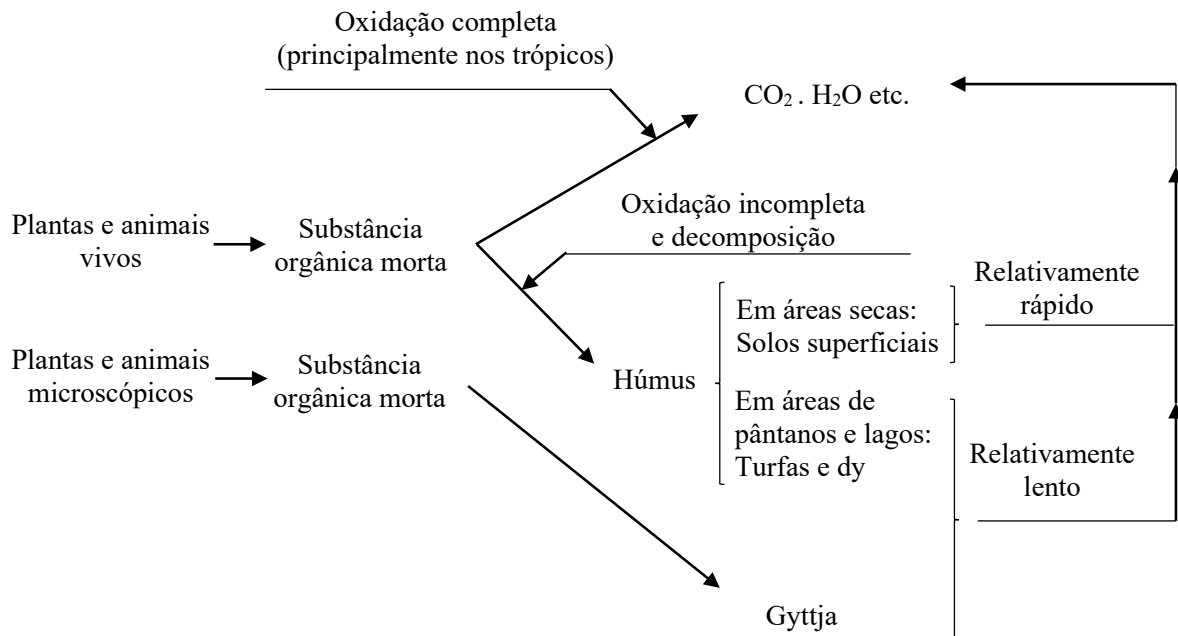 Oxidação completa
(principalmente nos trópicos)
CO₂ . H₂O etc.
Plantas e animais
vivos
Substância
orgânica morta
Oxidação incompleta
e decomposição
Relativamente
rápido
Em áreas secas:
Solos superficiais
Plantas e animais
microscópicos
Substância
orgânica morta
Húmus
Em áreas de
pântanos e lagos:
Turfas e dy
Relativamente
lento
Gyttja